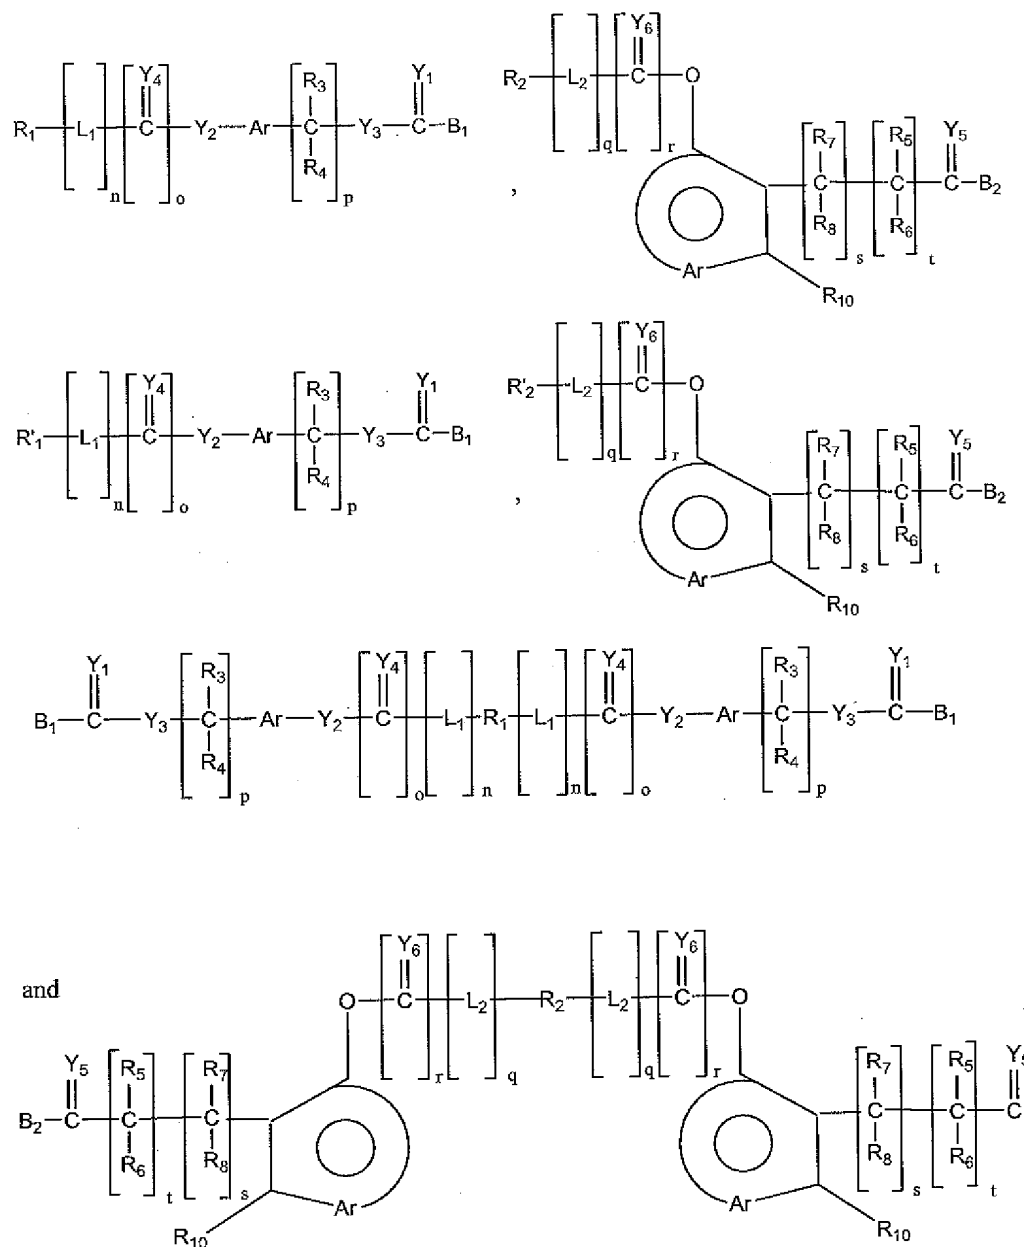 Y4 R3 Y1
R1 L1 C Y2 Ar C Y3 C B1
R4
n o p
,
Y6
R2 L2 C O
q r
R7 R5 Y5
C C C B2
R8 R6
s t
Ar
R10
Y4 R3 Y1
R'1 L1 C Y2 Ar C Y3 C B1
R4
n o p
,
Y6
R'2 L2 C O
q r
R7 R5 Y5
C C C B2
R8 R6
s t
Ar
R10
Y1 R3 Y4 Y4 R3 Y1
B1 C Y3 C Ar Y2 C L1 R1 L1 C Y2 Ar C Y3 C B1
R4 R4
p o n n o p
and
Y6 Y6
O C L2 R2 L2 C O
r q q r
Y5 R5 R7 R7 R5 Y5
B2 C C C C C C
R6 R8 R8 R6
t s s t
Ar Ar
R10 R10